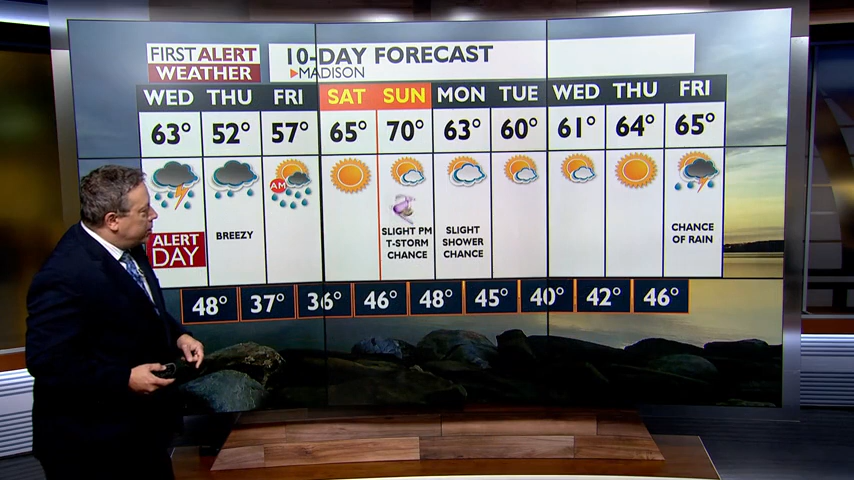 FIRST ALERT
WEATHER
10-DAY FORECAST
MADISON
WED THU FRI SAT SUN MON TUE WED THU FRI
63° 52° 57° 65° 70° 63° 60° 61° 64° 65°
AM
ALERT
DAY
BREEZY
SLIGHT PM
T-STORM
CHANCE
SLIGHT
SHOWER
CHANCE
CHANCE
OF RAIN
48° 37° 36° 46° 48° 45° 40° 42° 46°